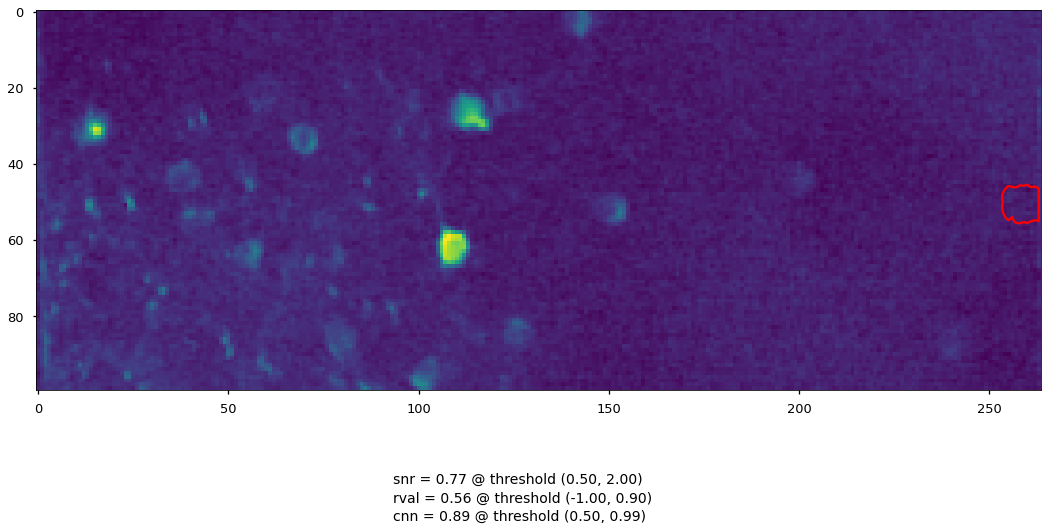 0
20
40
60
80
0 50 100 150 200 250
snr = 0.77 @ threshold (0.50, 2.00)
rval = 0.56 @ threshold (-1.00, 0.90)
cnn = 0.89 @ threshold (0.50, 0.99)